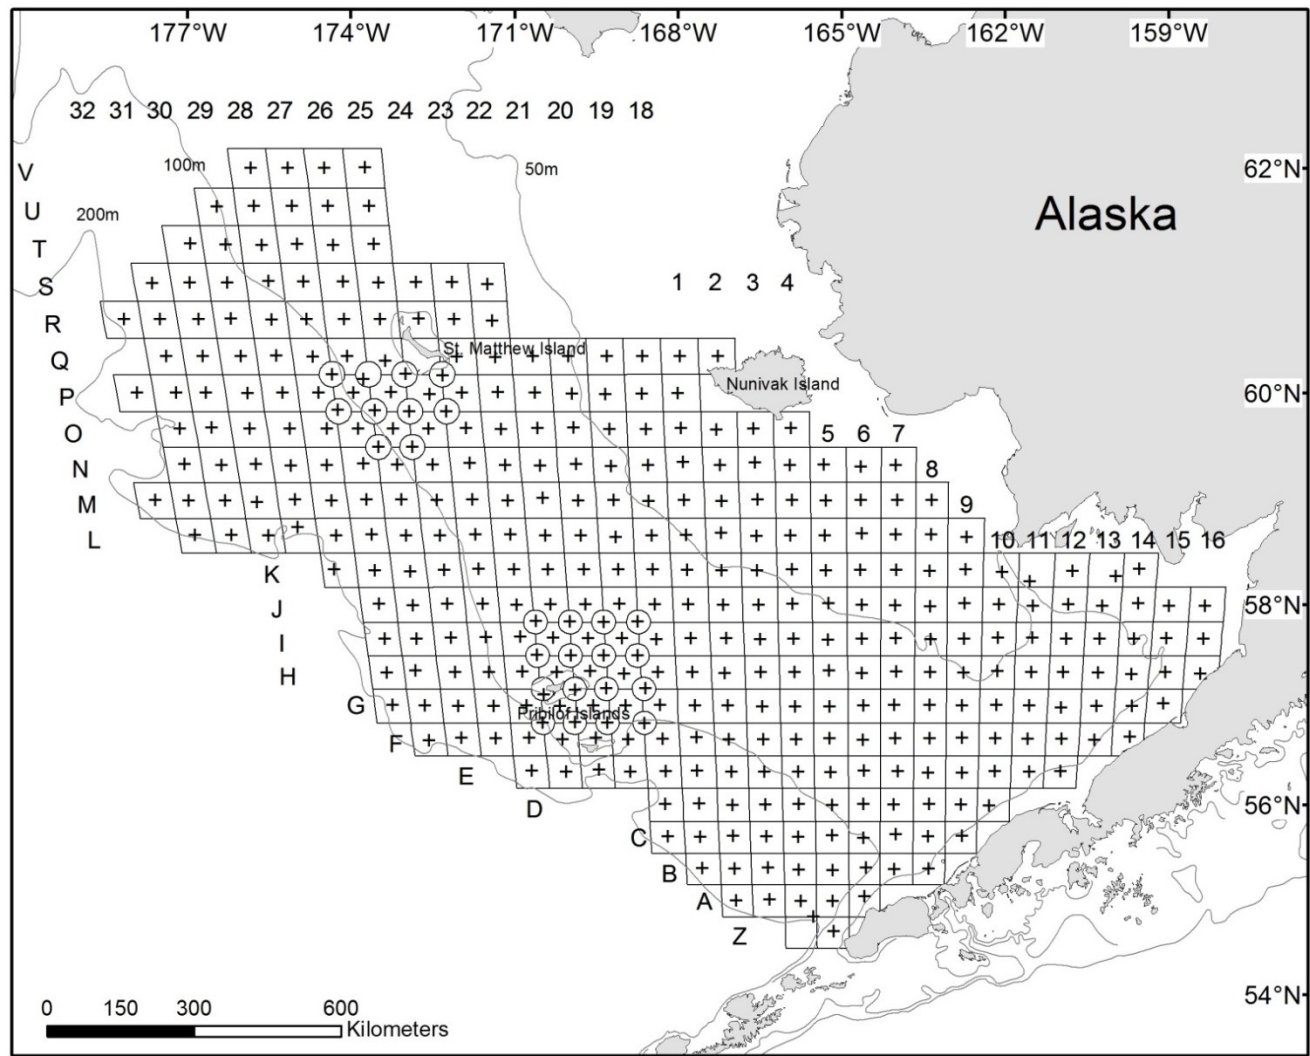 177°W 174°W 171°W 168°W 165°W 162°W 159°W
32 31 30 29 28 27 26 25 24 23 22 21 20 19 18
100m
50m
62°N
V
U
200m
Alaska
T
S
1 2 3 4
R
Q
St. Matthew Island
Nunivak Island
60°N
P
O
5 6 7
N
8
M
9
L
10 11 12 13 14 15 16
K
J
58°N
I
H
G
Pribilof Islands
F
E
D
56°N
C
B
A
Z
54°N
0 150 300 600
Kilometers